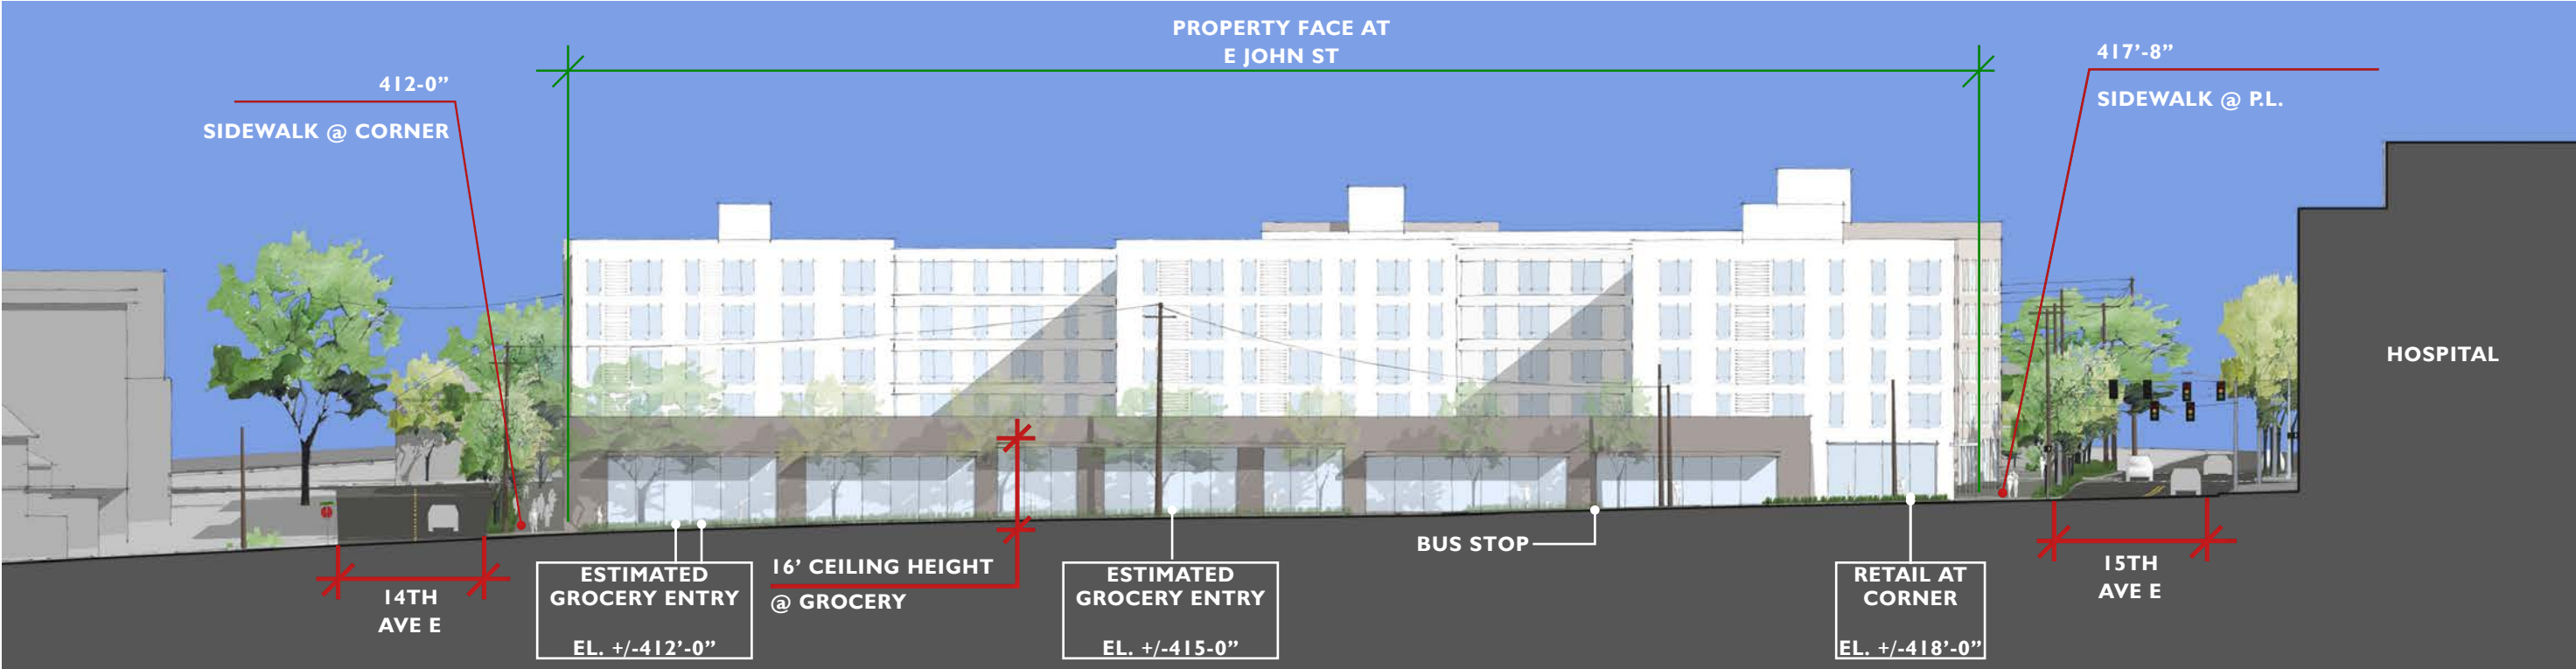 PROPERTY FACE AT
E JOHN ST
412-0”
SIDEWALK @ CORNER
417’-8”
SIDEWALK @ P.L.
HOSPITAL
14TH
AVE E
ESTIMATED
GROCERY ENTRY
EL. +/-412’-0”
16’ CEILING HEIGHT
@ GROCERY
ESTIMATED
GROCERY ENTRY
EL. +/-415-0”
BUS STOP
RETAIL AT
CORNER
EL. +/-418’-0”
15TH
AVE E